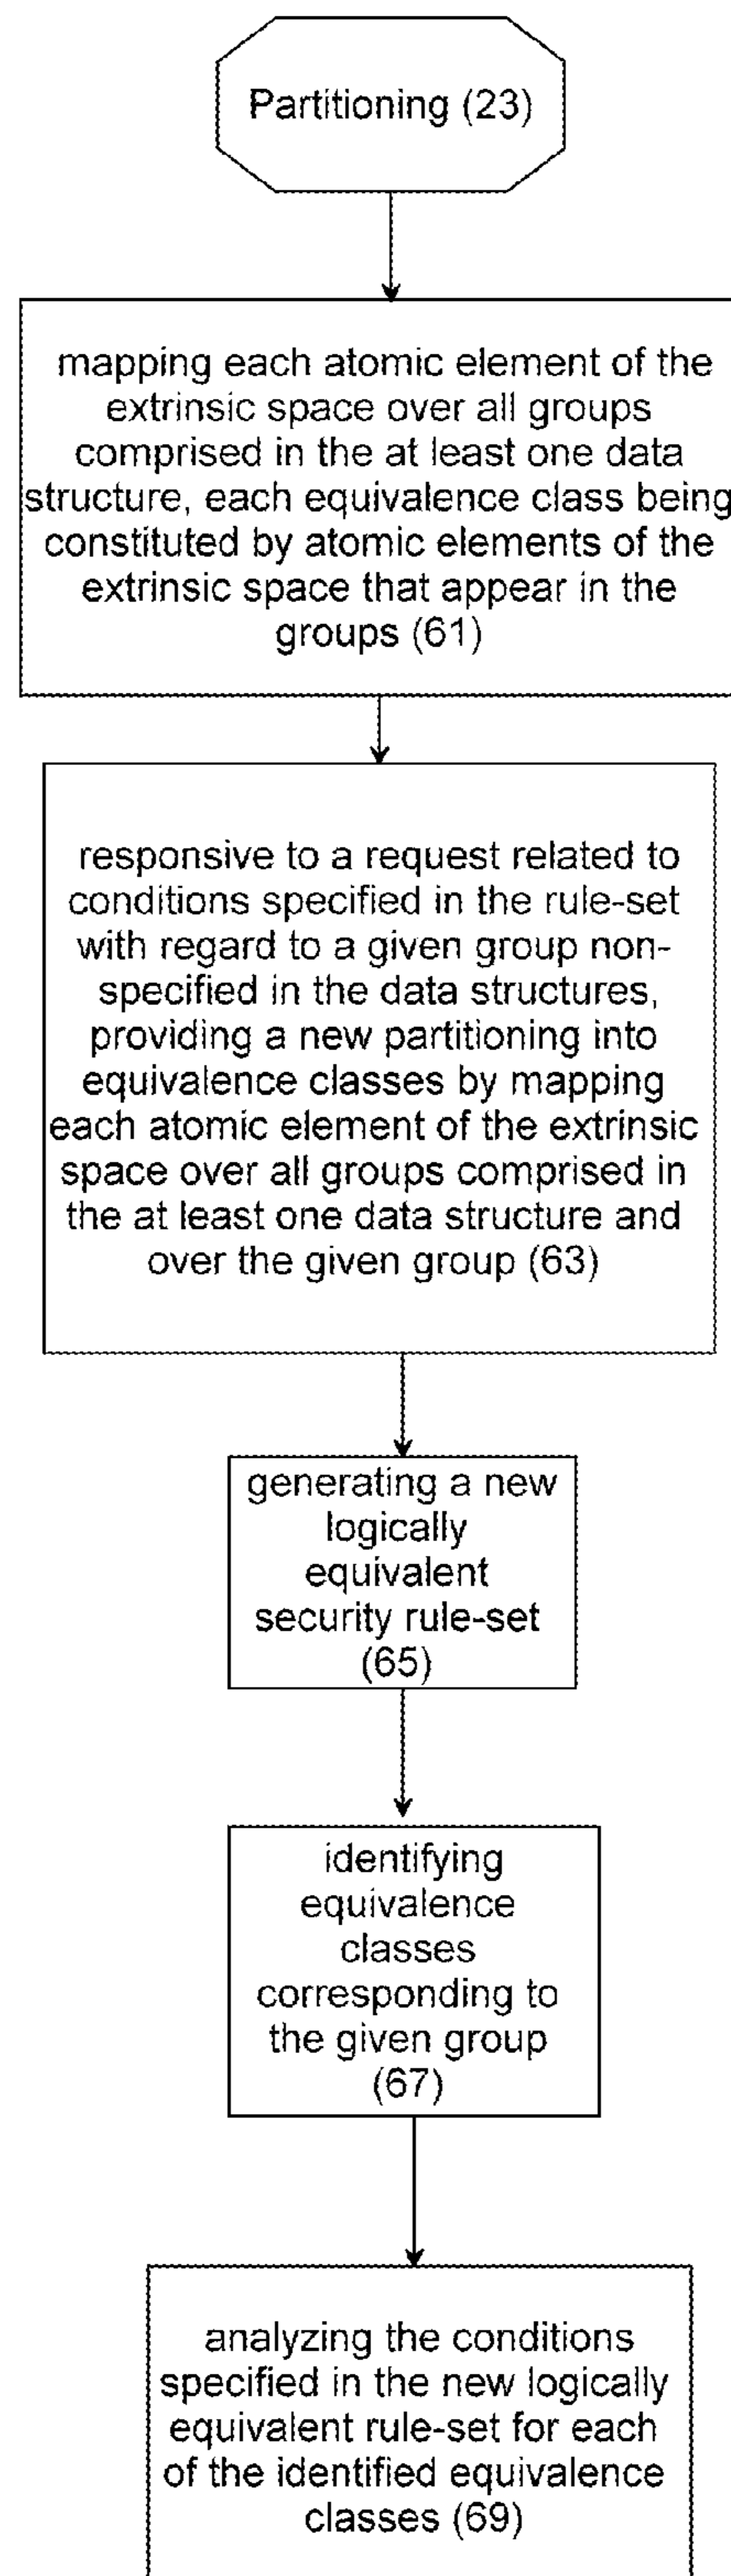 Partitioning (23)
mapping each atomic element of the
extrinsic space over all groups
comprised in the at least one data
structure, each equivalence class being
constituted by atomic elements of the
extrinsic space that appear in the
groups (61)
responsive to a request related to
conditions specified in the rule-set
with regard to a given group non-
specified in the data structures,
providing a new partitioning into
equivalence classes by mapping
each atomic element of the extrinsic
space over all groups comprised in
the at least one data structure and
over the given group (63)
generating a new
logically
equivalent
security rule-set
(65)
identifying
equivalence
classes
corresponding to
the given group
(67)
analyzing the conditions
specified in the new logically
equivalent rule-set for each
of the identified equivalence
classes (69)